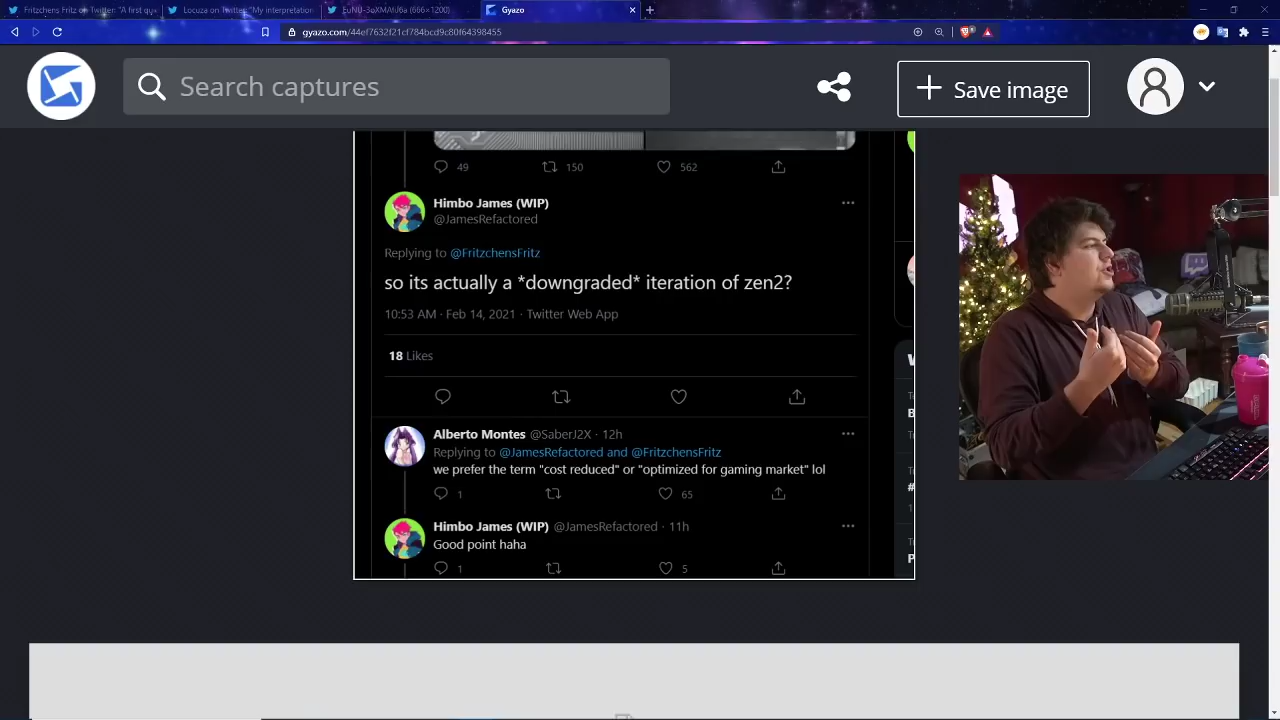 Fritzchens Fritz on Twitter: "A first qu
Locuza on Twitter: "My interpretation
(666×1200)
Gyazo
gyazo.com/44ef7632f21cf784bcd9c80f64398455
Search captures
Save image
49 150 562
Himbo James (WIP)
@JamesRefactored
Replying to @FritzchensFritz
so its actually a *downgraded* iteration of zen2?
10:53 AM · Feb 14, 2021 · Twitter Web App
18 Likes
Alberto Montes @SaberJ2X · 12h
Replying to @JamesRefactored and @FritzchensFritz
we prefer the term "cost reduced" or "optimized for gaming market" lol
1 65
Himbo James (WIP) @JamesRefactored · 11h
Good point haha
1 5